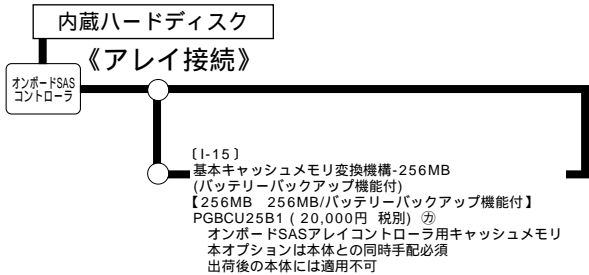 内蔵ハードディスク
《アレイ接続》
オンボードSAS
コントローラ
〔I-15〕
基本キャッシュメモリ変換機構-256MB
(バッテリーバックアップ機能付)
【256MB 256MB/バッテリーバックアップ機能付】
PGBCU25B1 ( 20,000円 税別) ㋕
オンボードSASアレイコントローラ用キャッシュメモリ
本オプションは本体との同時手配必須
出荷後の本体には適用不可